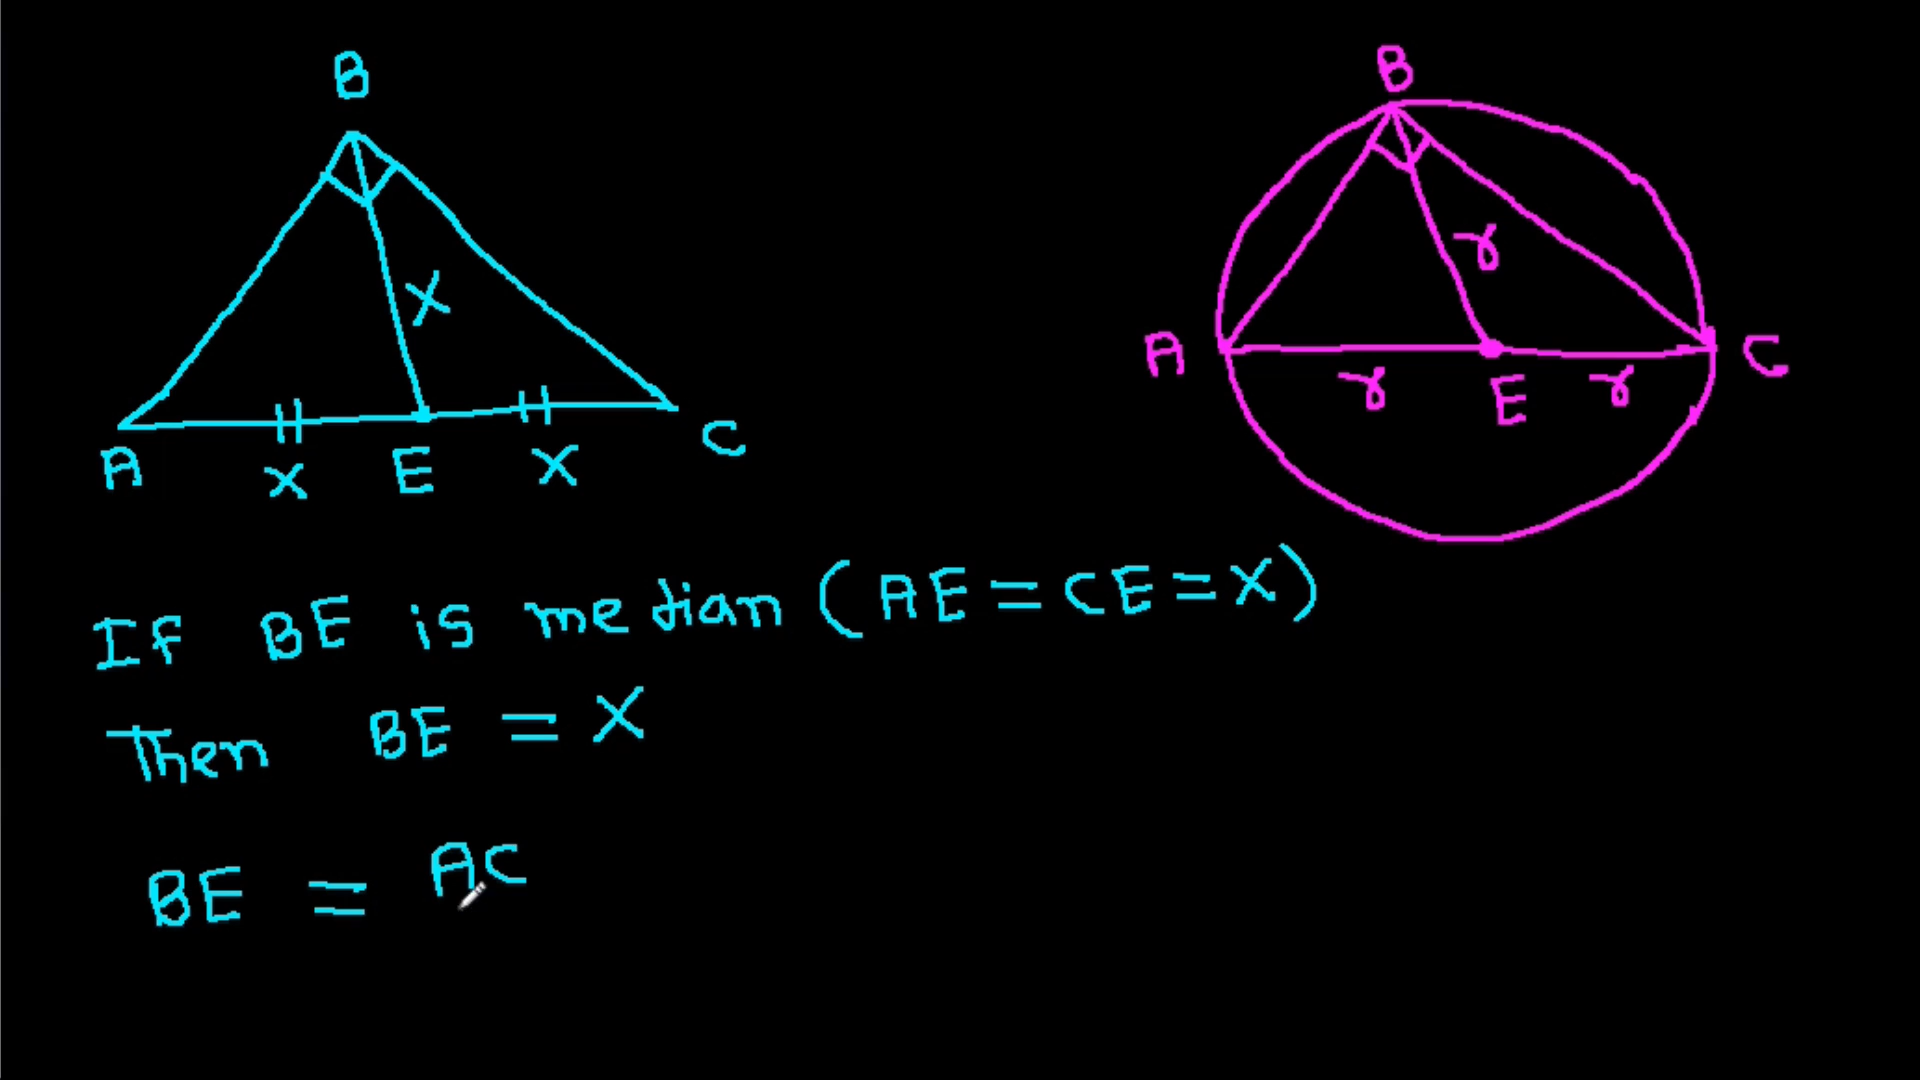 B
X
A
X
E
X
C
B
r
A
r
E
r
C
If BE is median (AE = CE = X)
Then BE = X
BE = AC